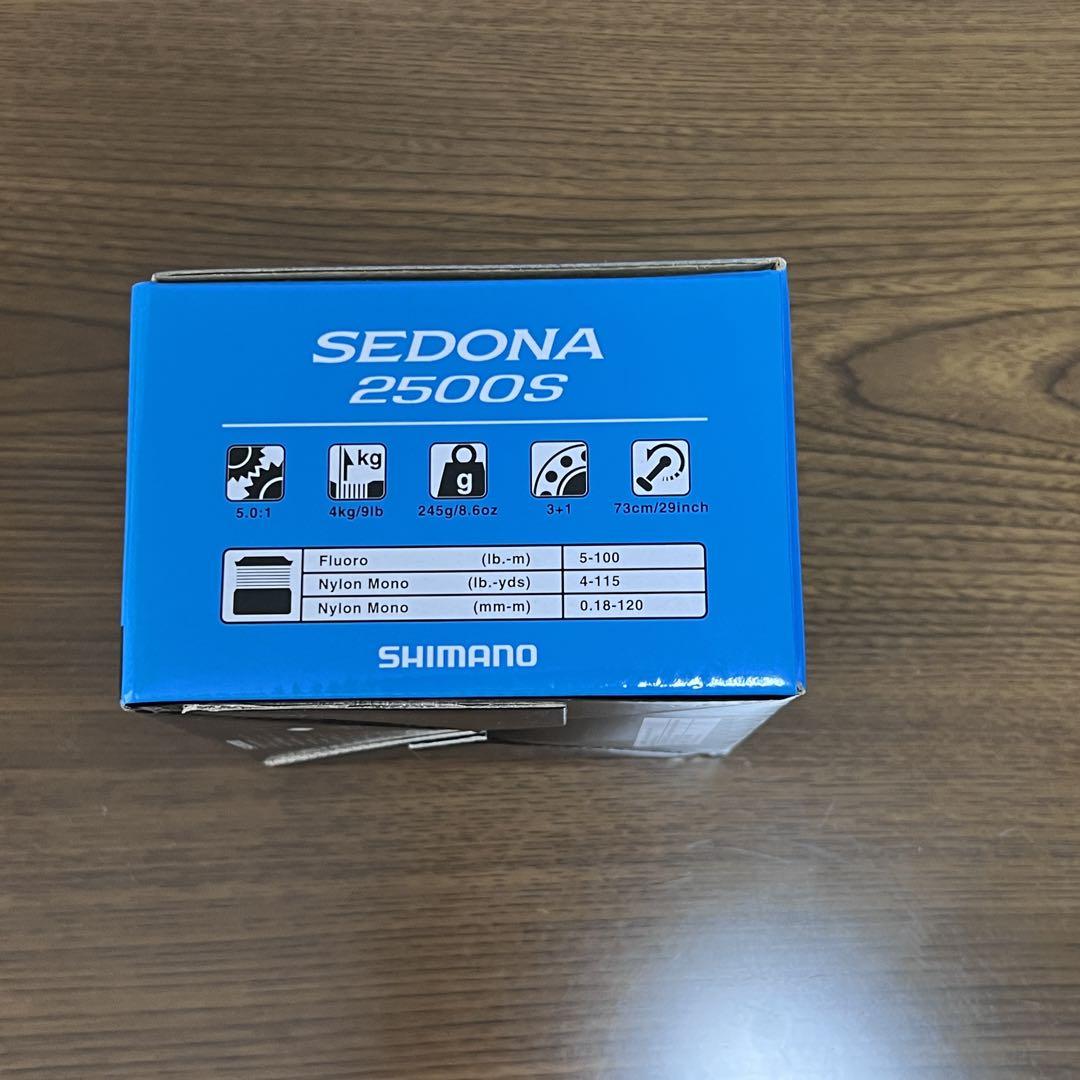 SEDONA
2500S
kg
g
5.0:1 4kg/9lb 245g/8.6oz 3+1 73cm/29inch
Fluoro (lb.-m) 5-100
Nylon Mono (lb.-yds) 4-115
Nylon Mono (mm-m) 0.18-120
SHIMANO